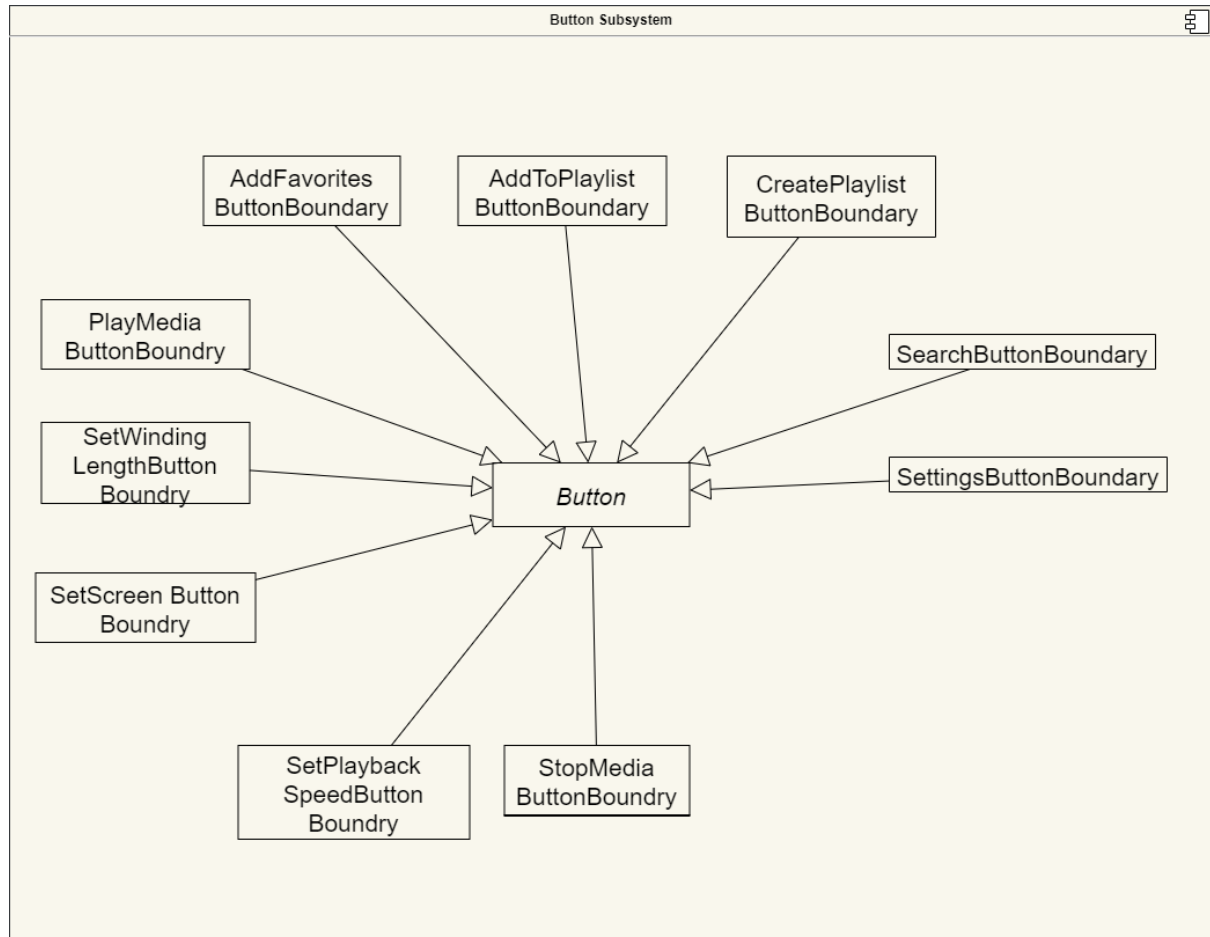 Button Subsystem
AddFavorites
ButtonBoundary
AddToPlaylist
ButtonBoundary
CreatePlaylist
ButtonBoundary
PlayMedia
ButtonBoundry
SearchButtonBoundary
SetWinding
LengthButton
Boundry
SettingsButtonBoundary
Button
SetScreen Button
Boundry
SetPlayback
SpeedButton
Boundry
StopMedia
ButtonBoundry